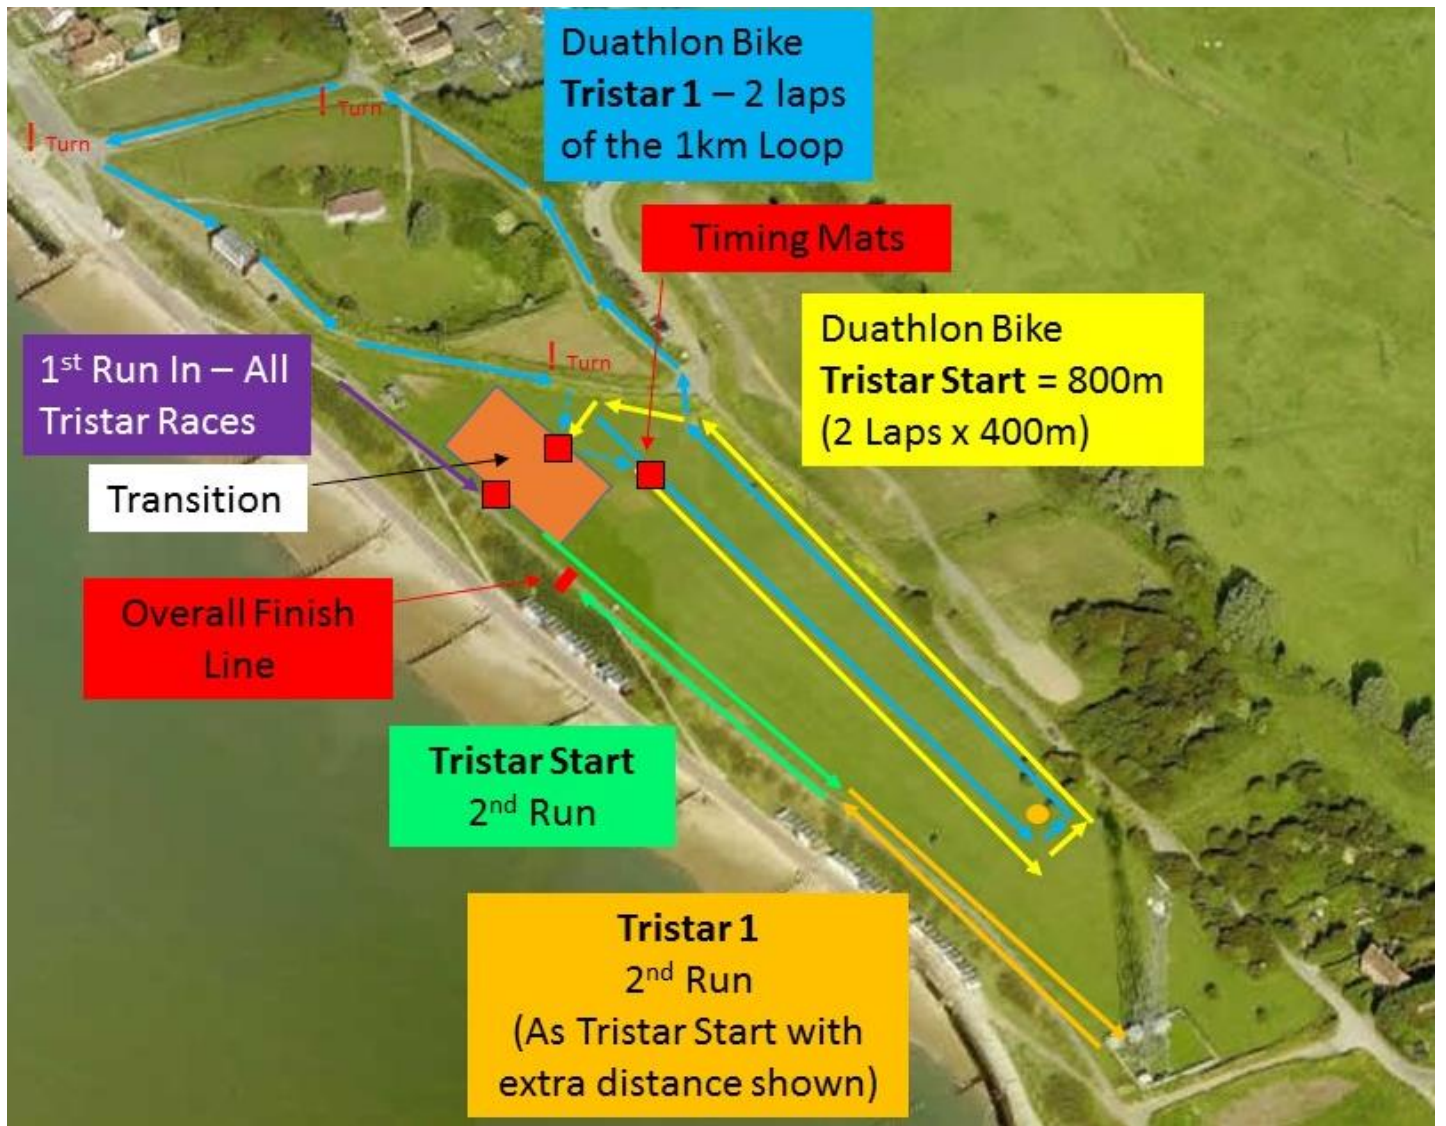 Duathlon Bike
Tristar 1 – 2 laps
of the 1km Loop
! Turn
! Turn
Timing Mats
Duathlon Bike
Tristar Start = 800m
(2 Laps x 400m)
1st Run In – All
Tristar Races
! Turn
Transition
Overall Finish
Line
Tristar Start
2nd Run
Tristar 1
2nd Run
(As Tristar Start with
extra distance shown)